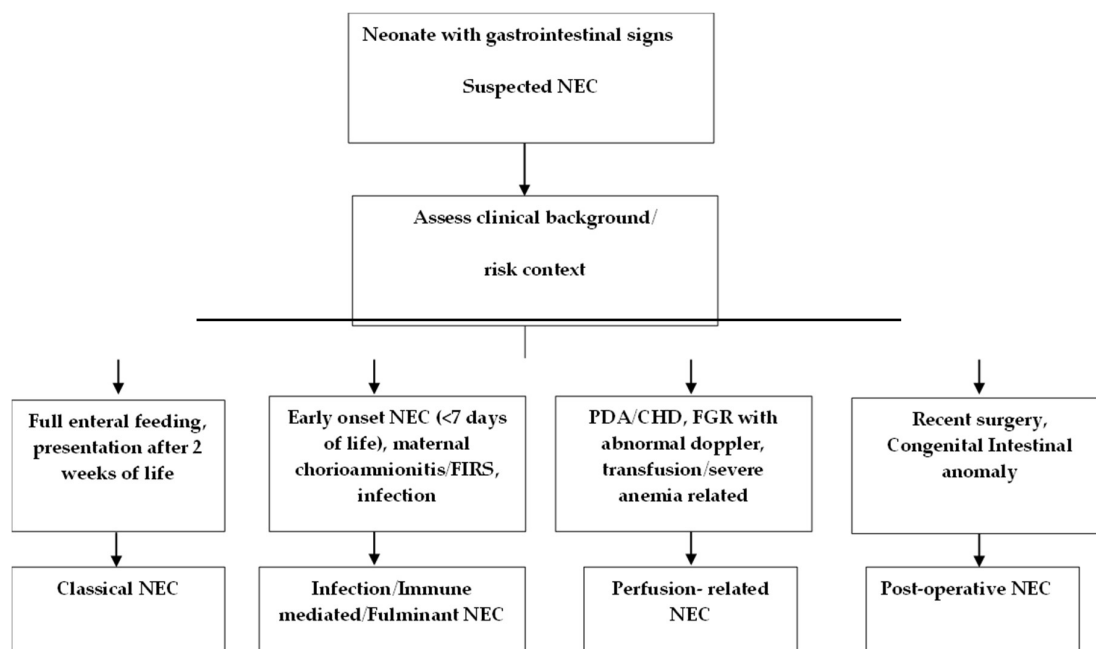 Neonate with gastrointestinal signs
Suspected NEC
Assess clinical background/
risk context
Full enteral feeding,
presentation after 2
weeks of life
Early onset NEC (<7 days
of life), maternal
chorioamnionitis/FIRS,
infection
PDA/CHD, FGR with
abnormal doppler,
transfusion/severe
anemia related
Recent surgery,
Congenital Intestinal
anomaly
Classical NEC
Infection/Immune
mediated/Fulminant NEC
Perfusion- related
NEC
Post-operative NEC